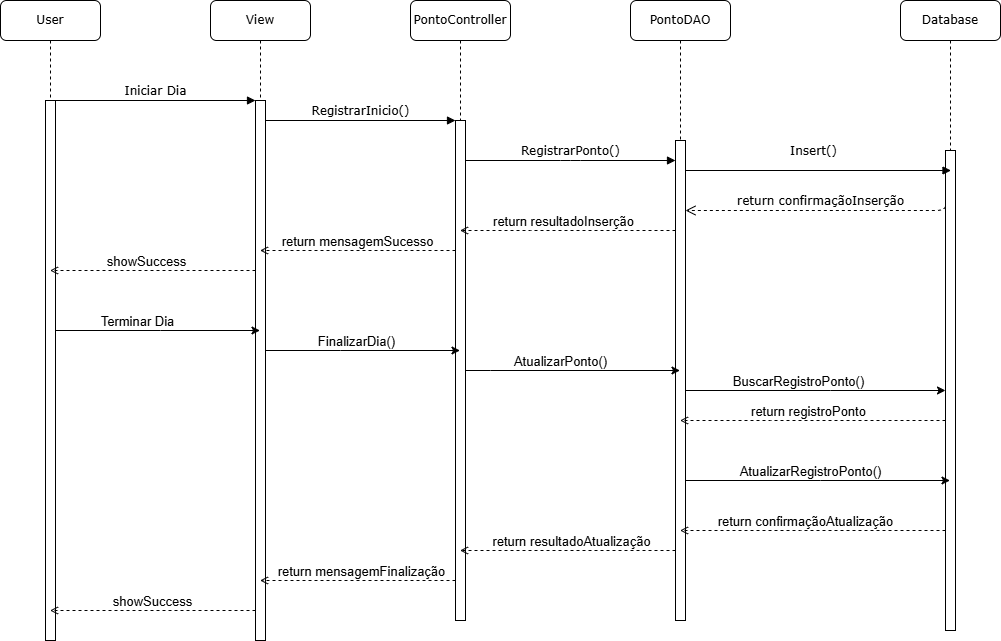 User
View
PontoController
PontoDAO
Database
Iniciar Dia
RegistrarInicio()
RegistrarPonto()
Insert()
return confirmaçãoInserção
return resultadoInserção
return mensagemSucesso
showSuccess
Terminar Dia
FinalizarDia()
AtualizarPonto()
BuscarRegistroPonto()
return registroPonto
AtualizarRegistroPonto()
return confirmaçãoAtualização
return resultadoAtualização
return mensagemFinalização
showSuccess